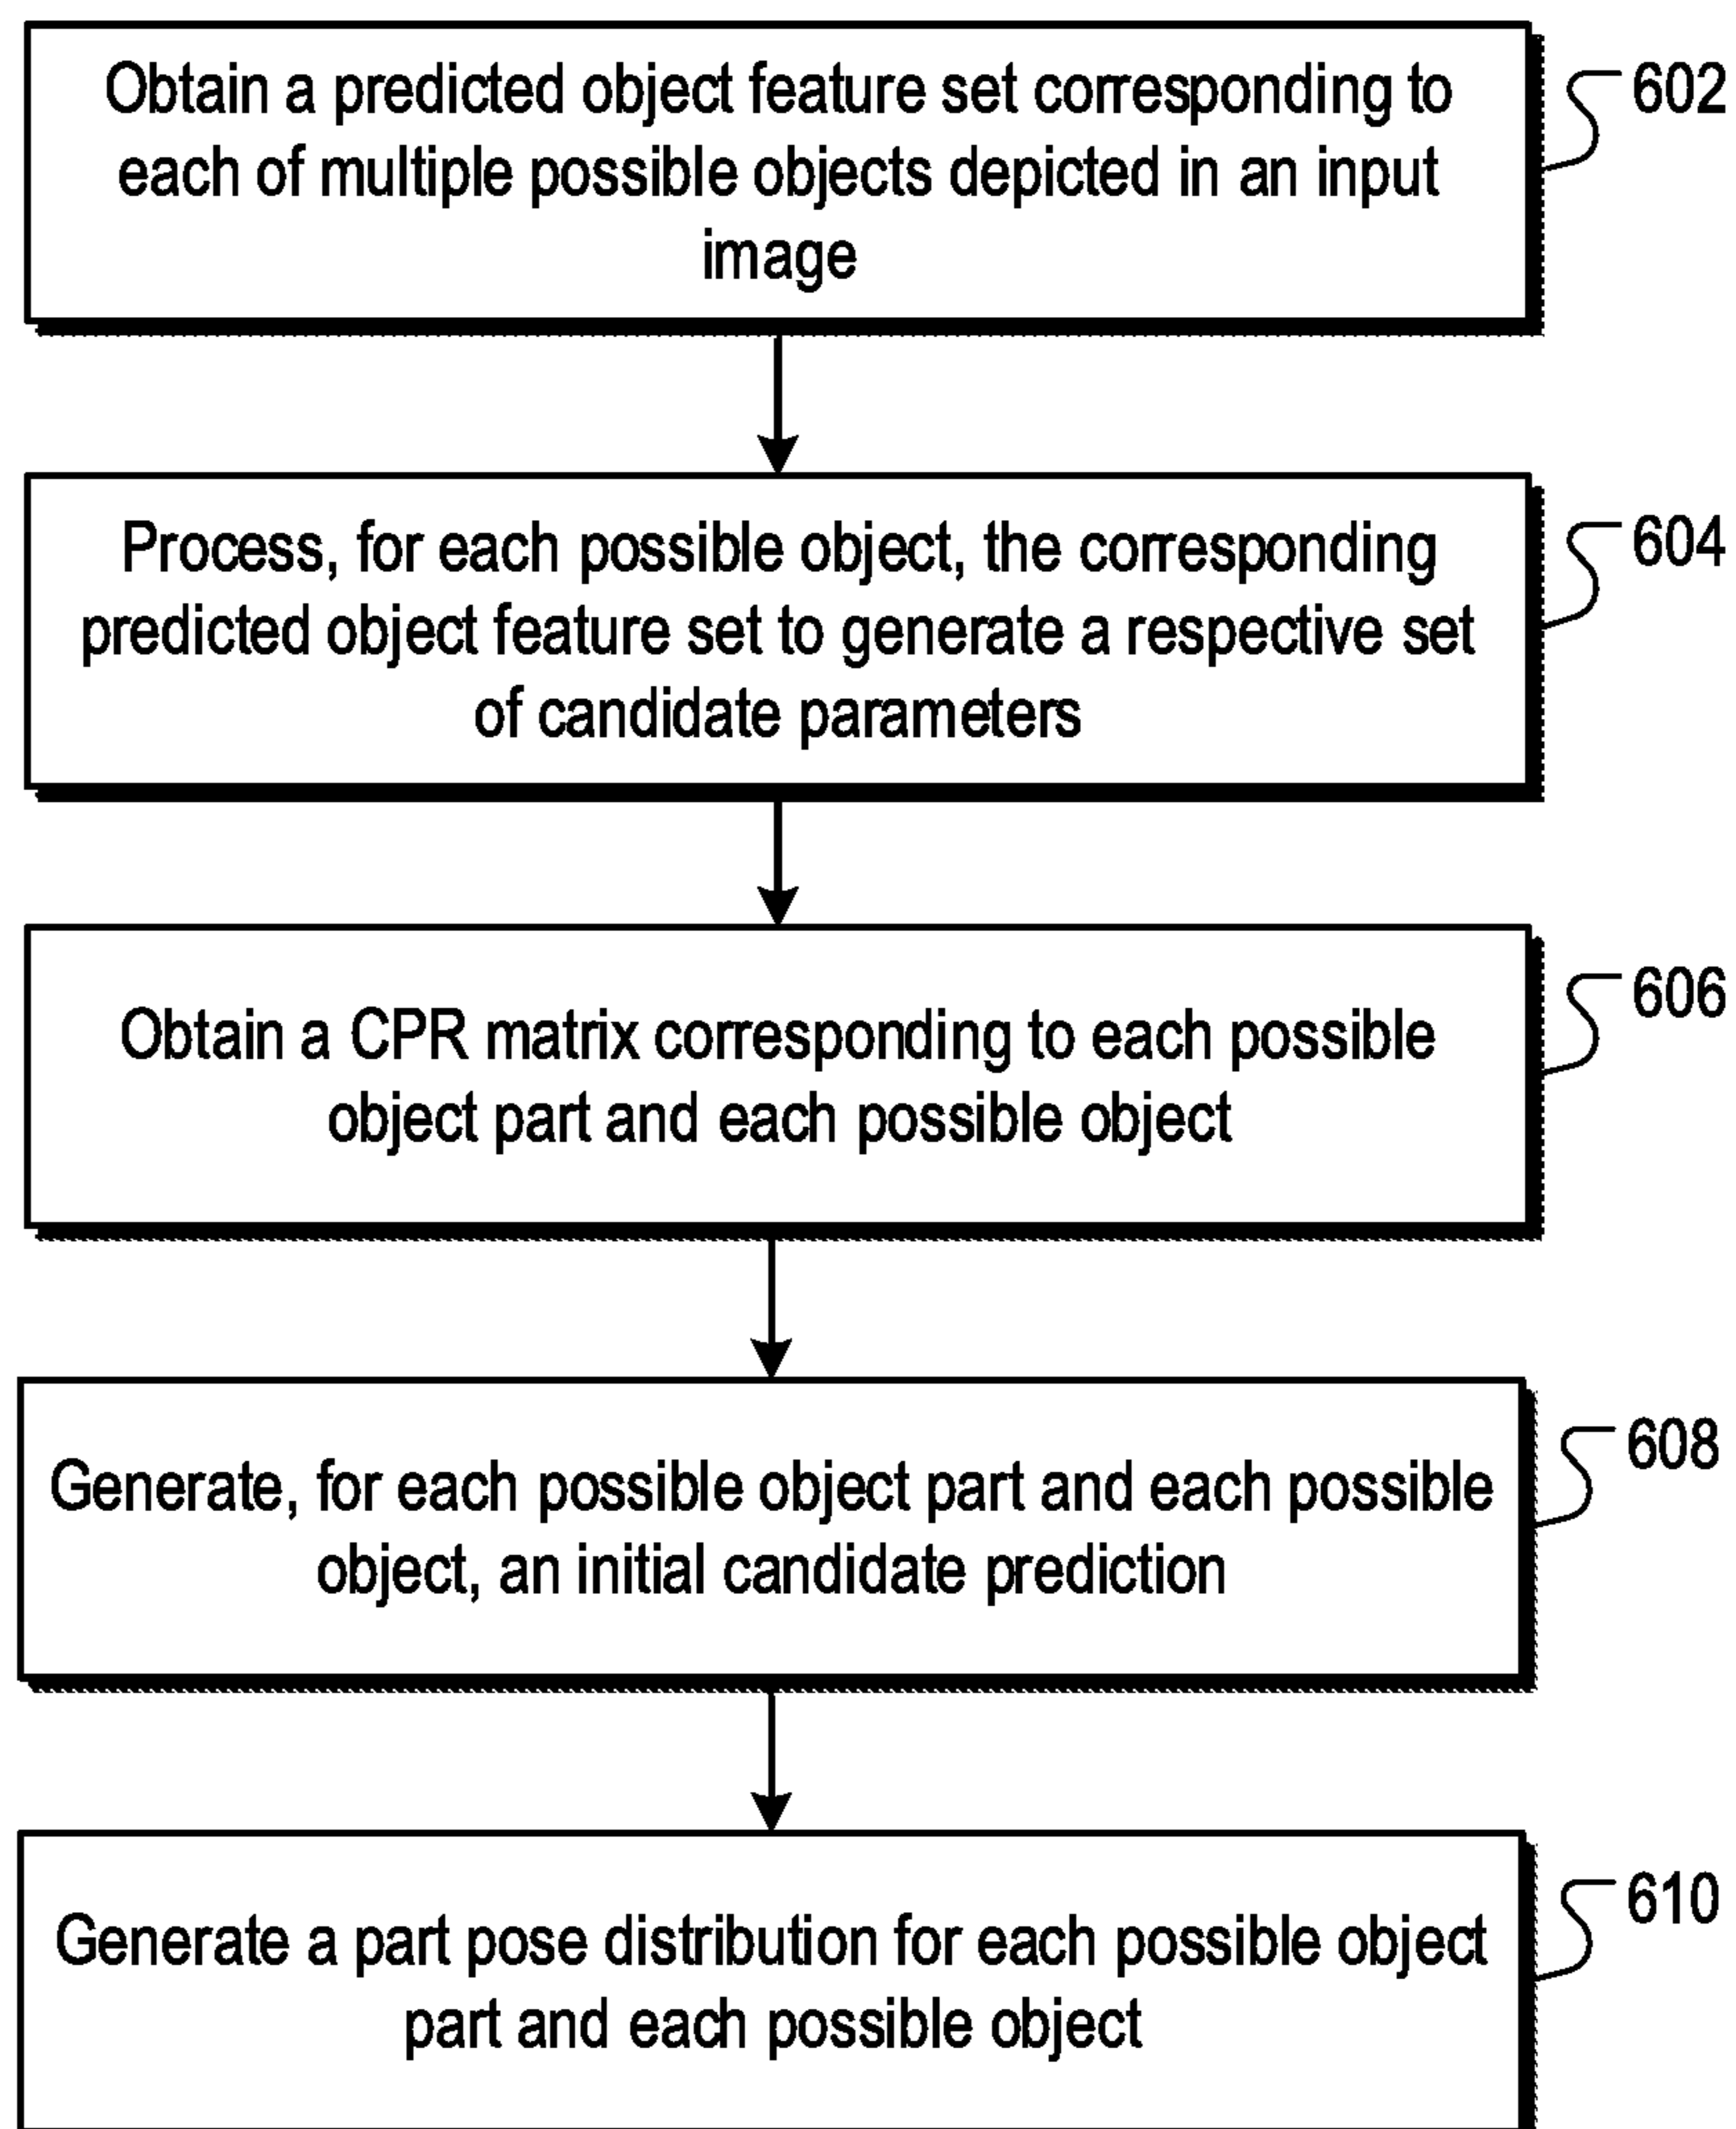 Obtain a predicted object feature set corresponding to
each of multiple possible objects depicted in an input
image
602
Process, for each possible object, the corresponding
predicted object feature set to generate a respective set
of candidate parameters
604
Obtain a CPR matrix corresponding to each possible
object part and each possible object
606
Generate, for each possible object part and each possible
object, an initial candidate prediction
608
Generate a part pose distribution for each possible object
part and each possible object
610